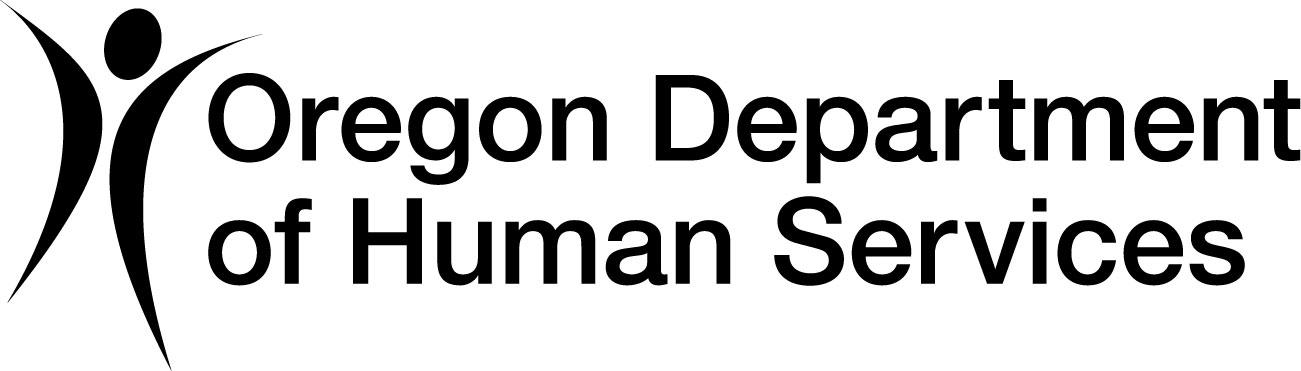 Oregon Department
of Human Services